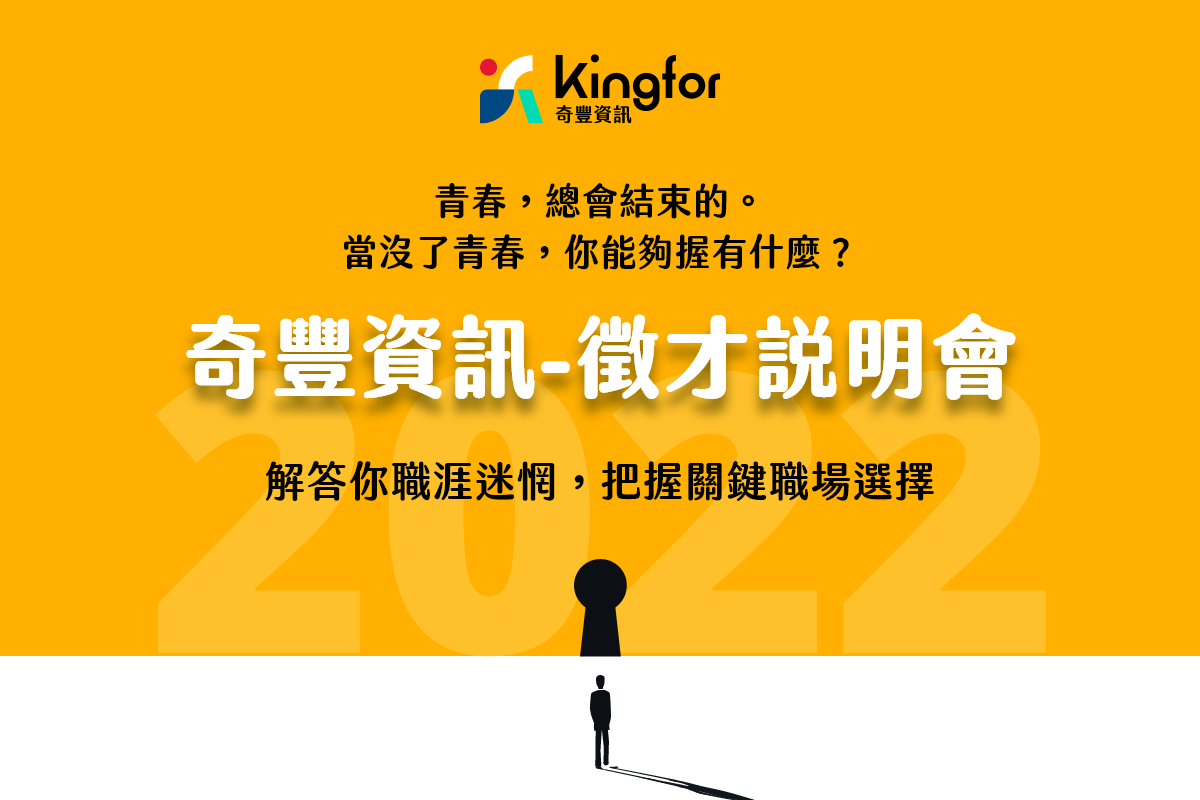 Kingfor
奇豐資訊
青春，總會結束的。
當沒了青春，你能夠握有什麼？
奇豐資訊-徵才説明會
2022
解答你職涯迷惘，把握關鍵職場選擇